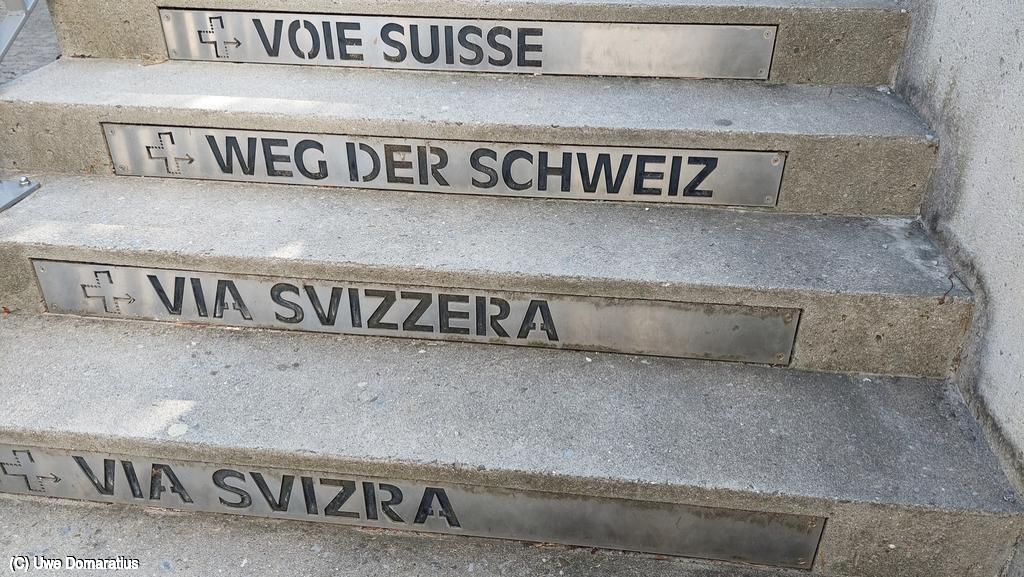 VOIE SUISSE
WEG DER SCHWEIZ
VIA SVIZZERA
VIA SVIZRA
(C) Uwe Domaratius